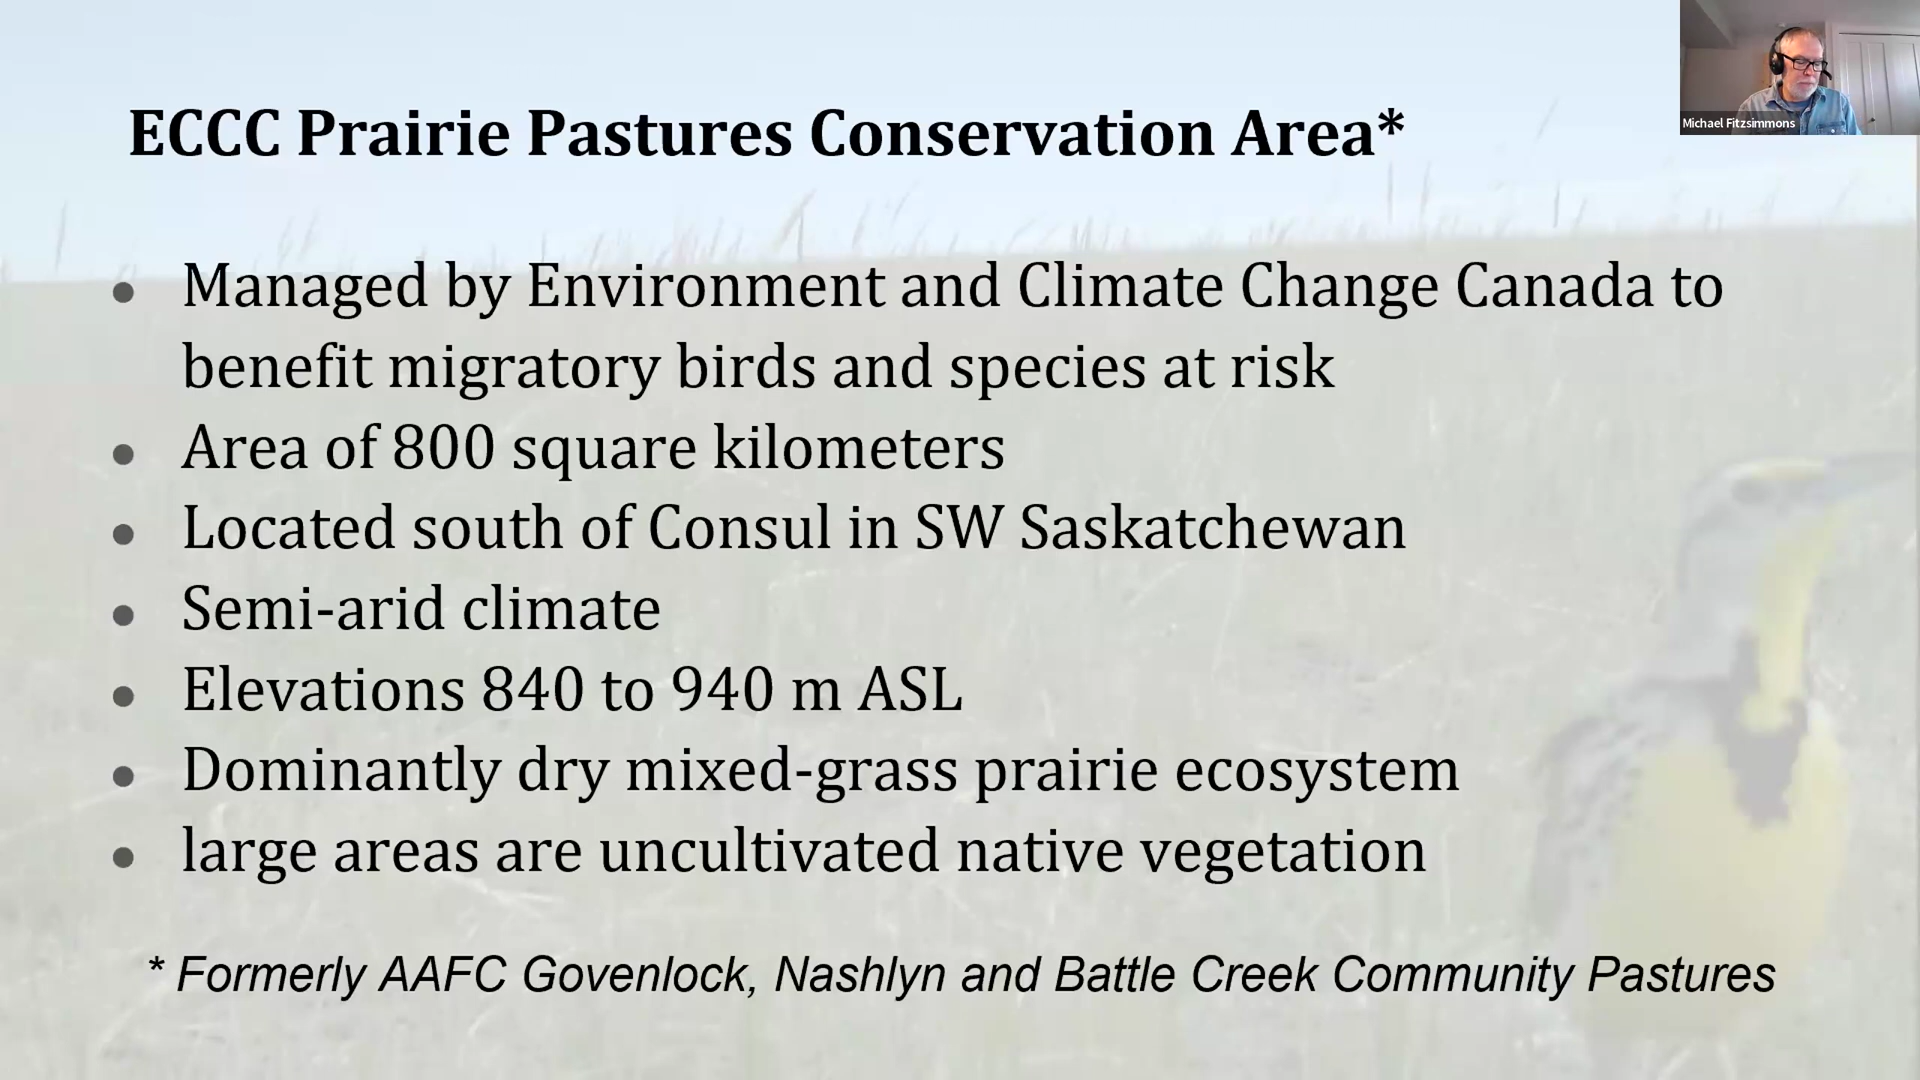 ECCC Prairie Pastures Conservation Area*
Michael Fitzsimmons
• Managed by Environment and Climate Change Canada to
benefit migratory birds and species at risk
• Area of 800 square kilometers
• Located south of Consul in SW Saskatchewan
• Semi-arid climate
• Elevations 840 to 940 m ASL
• Dominantly dry mixed-grass prairie ecosystem
• large areas are uncultivated native vegetation
* Formerly AAFC Govenlock, Nashlyn and Battle Creek Community Pastures